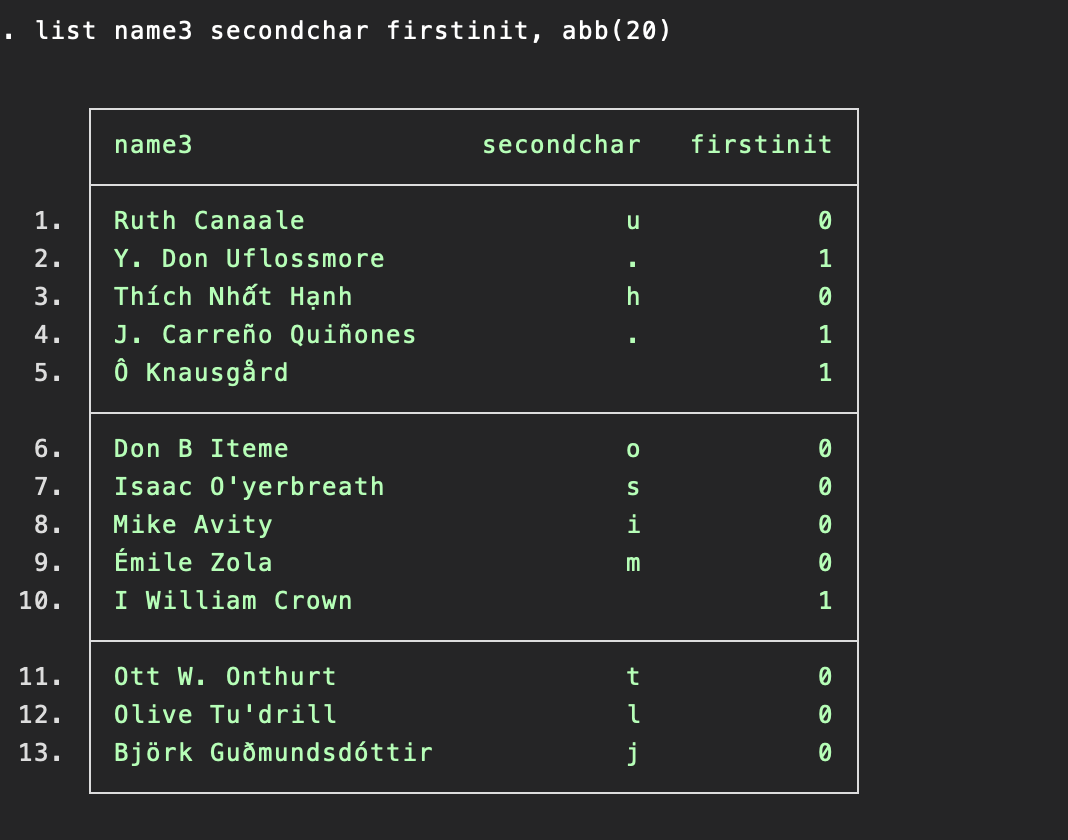 . list name3 secondchar firstinit, abb(20)
name3 secondchar firstinit
1. Ruth Canaale u 0
2. Y. Don Uflossmore . 1
3. Thích Nhất Hạnh h 0
4. J. Carreño Quiñones . 1
5. Ô Knausgård 1
6. Don B Iteme o 0
7. Isaac O'yerbreath s 0
8. Mike Avity i 0
9. Émile Zola m 0
10. I William Crown 1
11. Ott W. Onthurt t 0
12. Olive Tu'drill l 0
13. Björk Guðmundsdóttir j 0